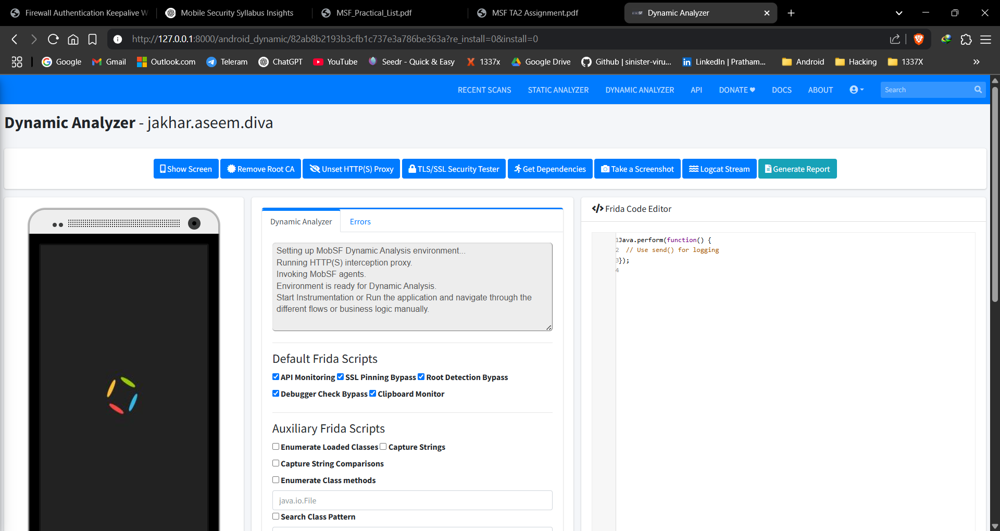 Firewall Authentication Keepalive W
Mobile Security Syllabus Insights
MSF_Practical_List.pdf
MSF TA2 Assignment.pdf
Dynamic Analyzer
http://127.0.0.1:8000/android_dynamic/82ab8b2193b3cfb1c737e3a786be363a?re_install=0&install=0
Google
Gmail
Outlook.com
Teleram
ChatGPT
YouTube
Seedr - Quick & Easy
1337x
Google Drive
Github | sinister-viru...
LinkedIn | Pratham...
Android
Hacking
1337X
RECENT SCANS
STATIC ANALYZER
DYNAMIC ANALYZER
API
DONATE
DOCS
ABOUT
Search
Dynamic Analyzer - jakhar.aseem.diva
Show Screen
Remove Root CA
Unset HTTP(S) Proxy
TLS/SSL Security Tester
Get Dependencies
Take a Screenshot
Logcat Stream
Generate Report
Dynamic Analyzer
Errors
Setting up MobSF Dynamic Analysis environment...
Running HTTP(S) interception proxy.
Invoking MobSF agents.
Environment is ready for Dynamic Analysis.
Start Instrumentation or Run the application and navigate through the
different flows or business logic manually.
Default Frida Scripts
API Monitoring SSL Pinning Bypass Root Detection Bypass
Debugger Check Bypass Clipboard Monitor
Auxiliary Frida Scripts
Enumerate Loaded Classes Capture Strings
Capture String Comparisons
Enumerate Class methods
java.io.File
Search Class Pattern
</> Frida Code Editor
1 Java.perform(function() {
2 // Use send() for logging
3 });
4